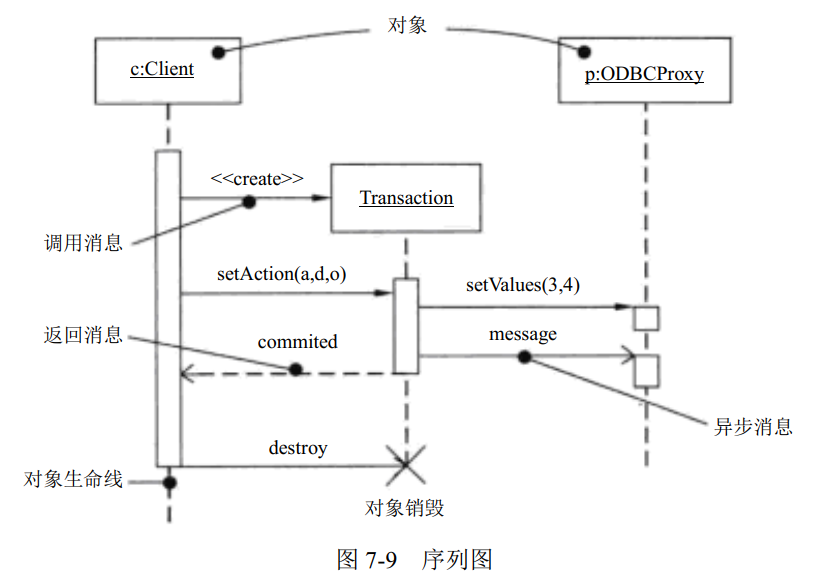 对象
c:Client
p:ODBCProxy
<<create>>
Transaction
调用消息
setAction(a,d,o)
setValues(3,4)
返回消息
commited
message
异步消息
destroy
对象生命线
对象销毁
图 7-9 序列图